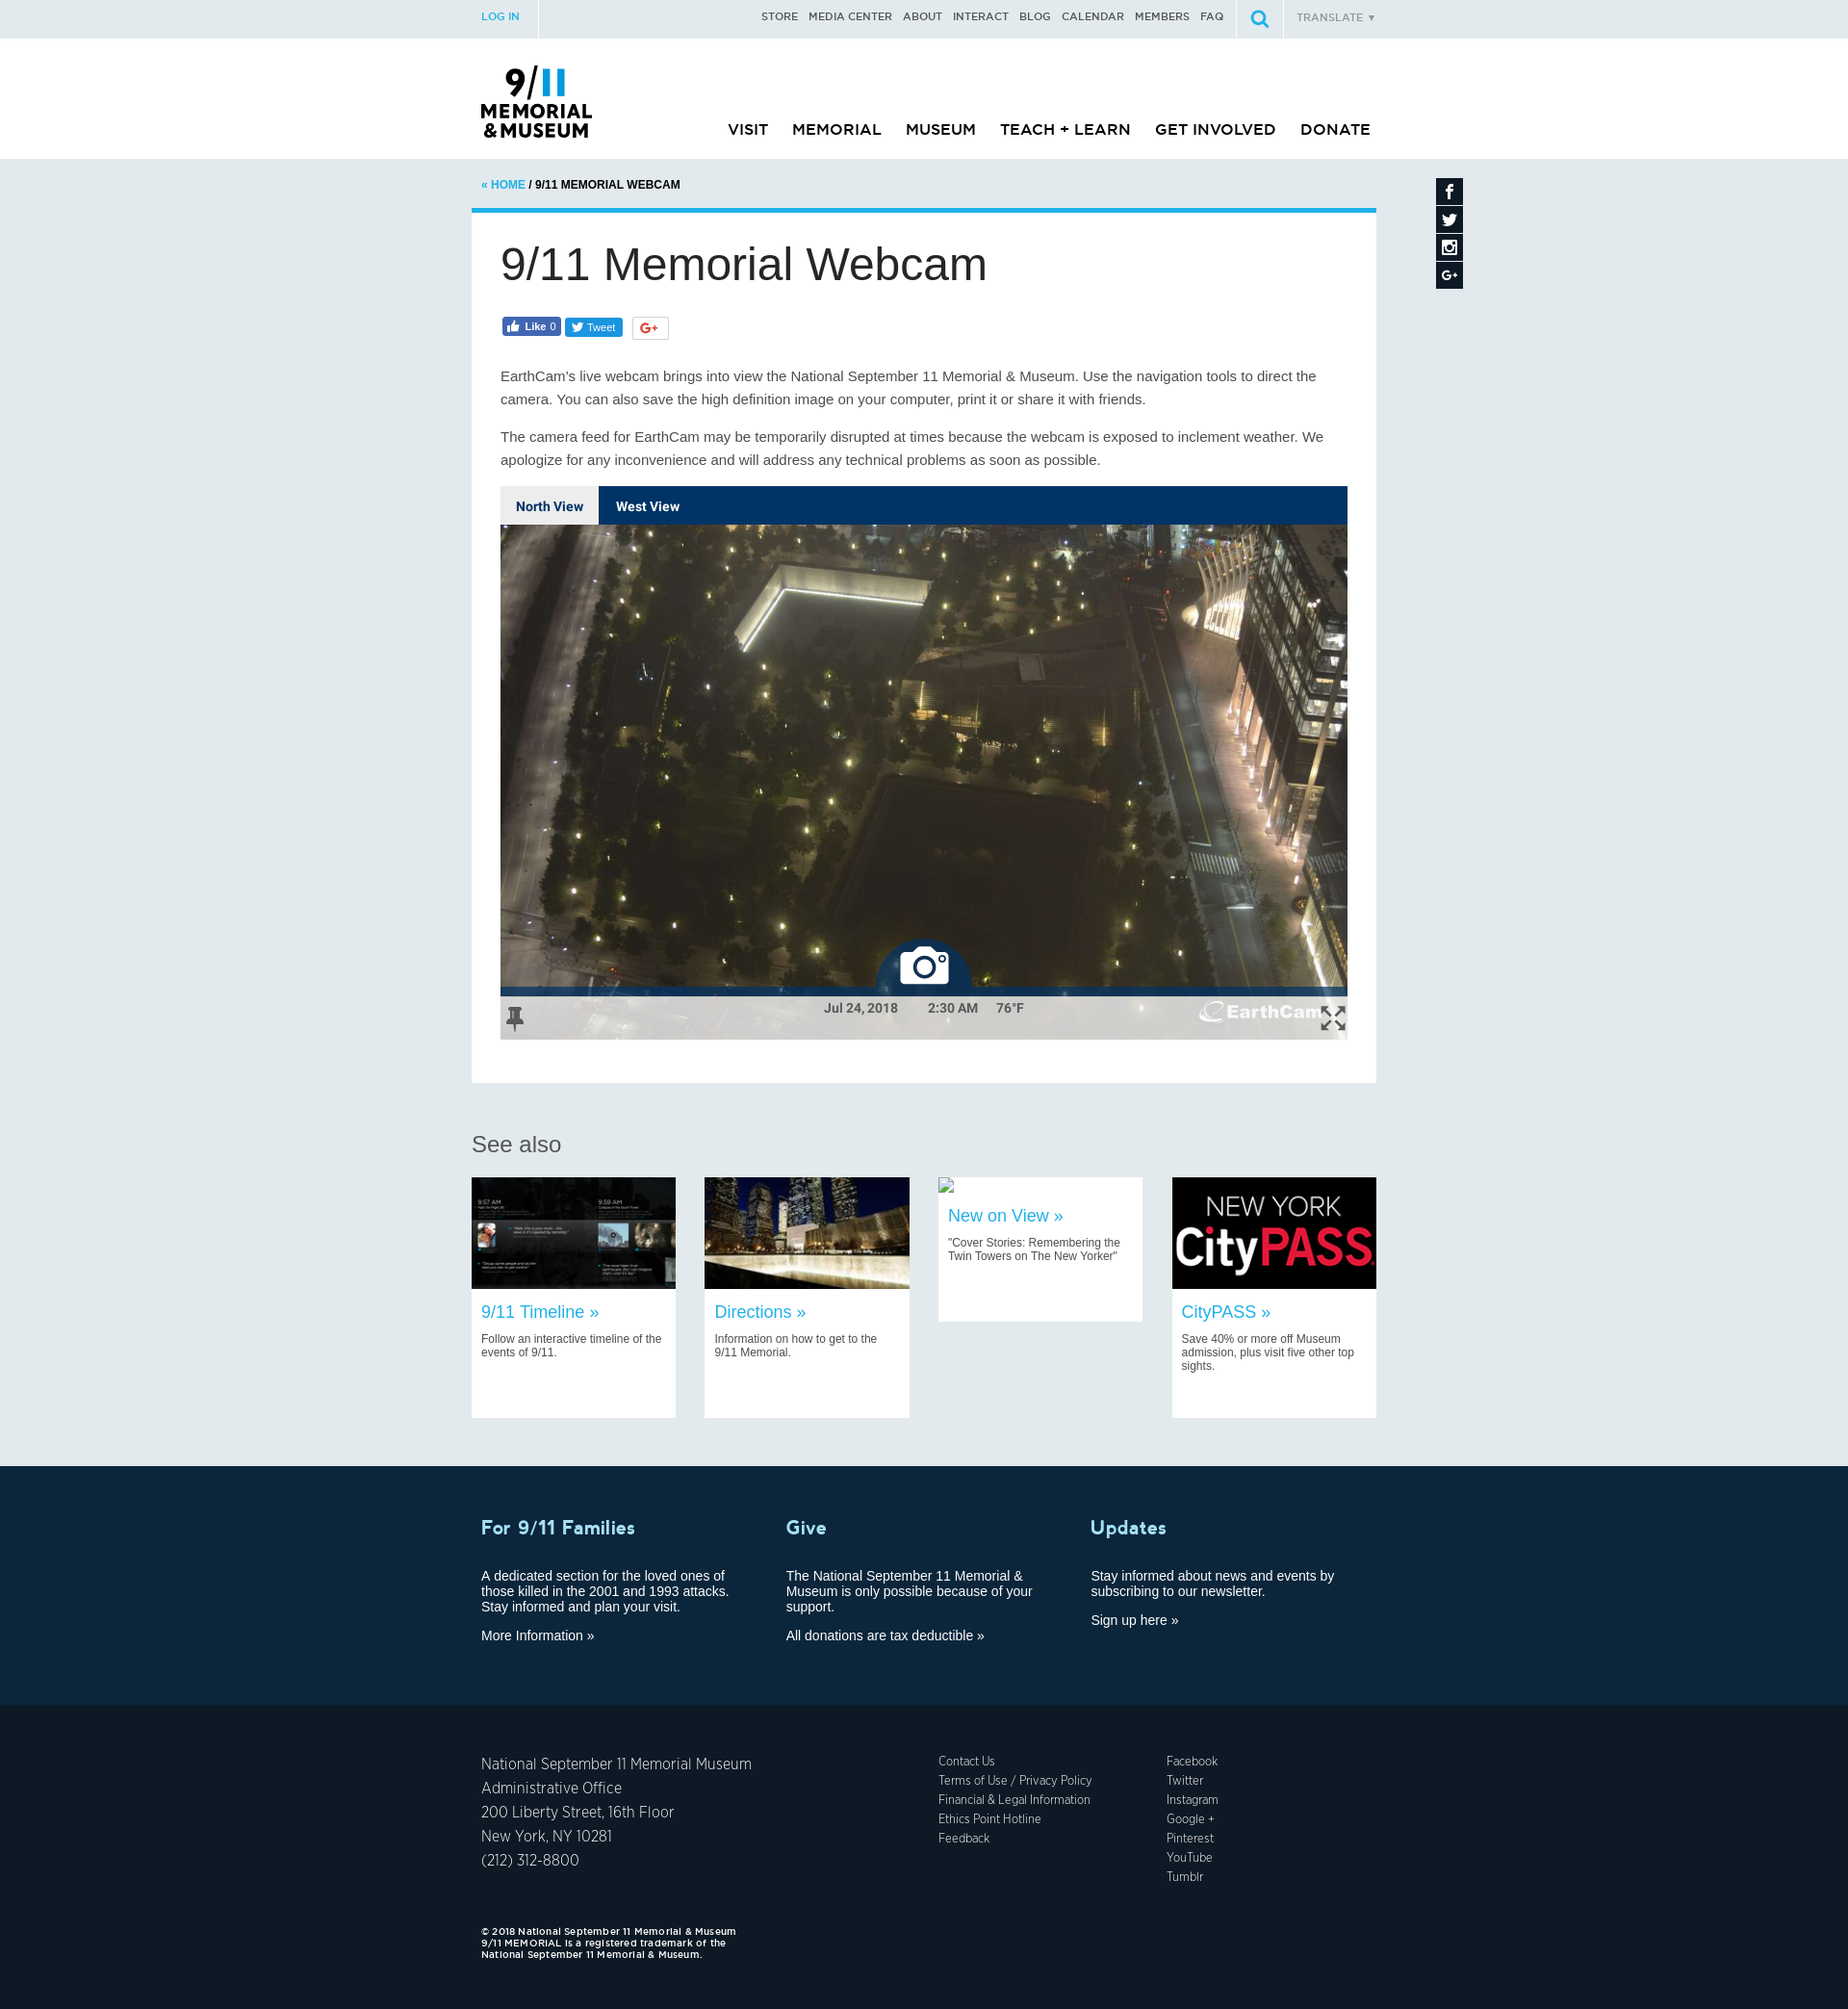 LOG IN
STORE MEDIA CENTER ABOUT INTERACT BLOG CALENDAR MEMBERS FAQ
TRANSLATE ▼
9/11
MEMORIAL
&MUSEUM
VISIT MEMORIAL MUSEUM TEACH + LEARN GET INVOLVED DONATE
« HOME / 9/11 MEMORIAL WEBCAM
9/11 Memorial Webcam
Like 0
Tweet
G+
EarthCam's live webcam brings into view the National September 11 Memorial & Museum. Use the navigation tools to direct the
camera. You can also save the high definition image on your computer, print it or share it with friends.
The camera feed for EarthCam may be temporarily disrupted at times because the webcam is exposed to inclement weather. We
apologize for any inconvenience and will address any technical problems as soon as possible.
North View West View
Jul 24, 2018 2:30 AM 76°F
EarthCam
See also
9:57 AM
9:59 AM
NEW YORK
CityPASS
9/11 Timeline »
Follow an interactive timeline of the
events of 9/11.
Directions »
Information on how to get to the
9/11 Memorial.
New on View »
"Cover Stories: Remembering the
Twin Towers on The New Yorker"
CityPASS »
Save 40% or more off Museum
admission, plus visit five other top
sights.
For 9/11 Families
A dedicated section for the loved ones of
those killed in the 2001 and 1993 attacks.
Stay informed and plan your visit.
More Information »
Give
The National September 11 Memorial &
Museum is only possible because of your
support.
All donations are tax deductible »
Updates
Stay informed about news and events by
subscribing to our newsletter.
Sign up here »
National September 11 Memorial Museum
Administrative Office
200 Liberty Street, 16th Floor
New York, NY 10281
(212) 312-8800
Contact Us
Terms of Use / Privacy Policy
Financial & Legal Information
Ethics Point Hotline
Feedback
Facebook
Twitter
Instagram
Google +
Pinterest
YouTube
Tumblr
© 2018 National September 11 Memorial & Museum
9/11 MEMORIAL is a registered trademark of the
National September 11 Memorial & Museum.